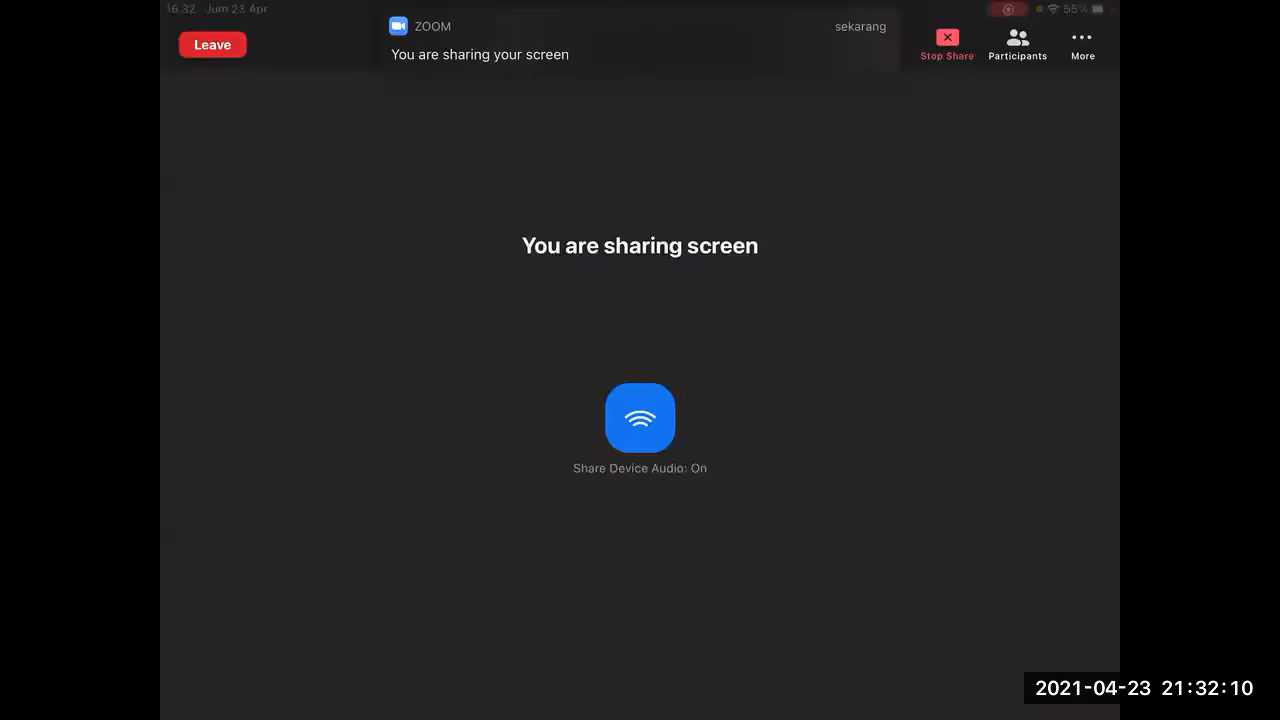 16.32 Jum 23 Apr
55%
ZOOM
sekarang
You are sharing your screen
Leave
Stop Share
Participants
More
You are sharing screen
Share Device Audio: On
2021-04-23 21:32:10